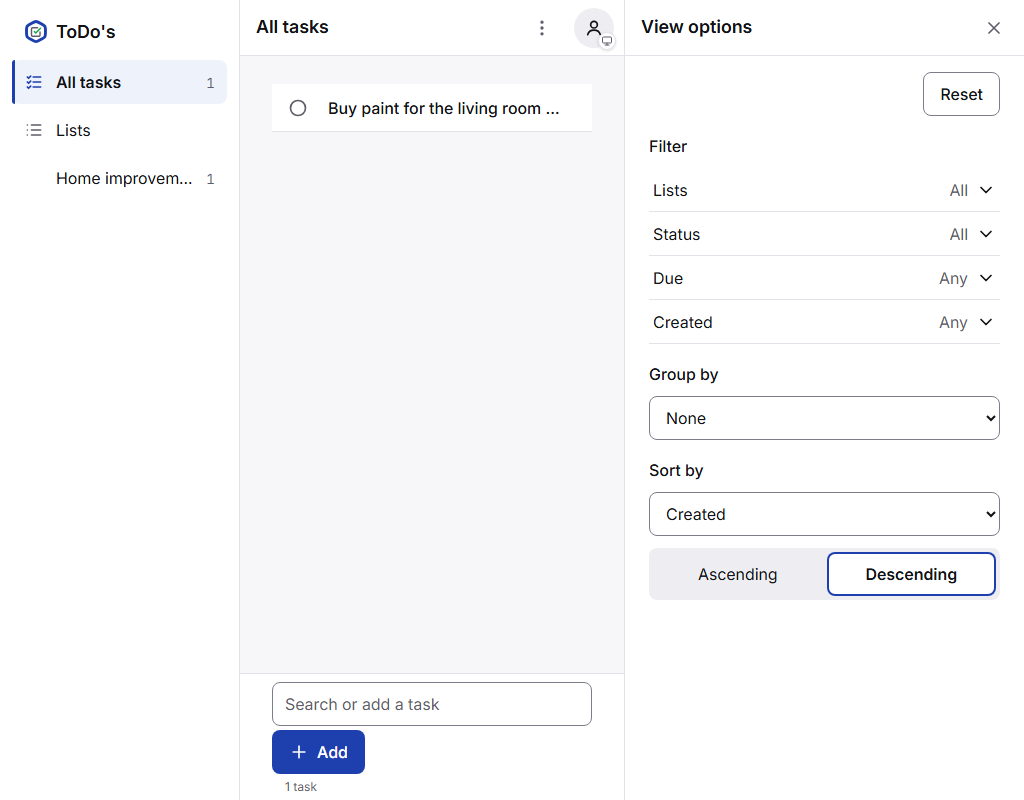 ToDo's
All tasks 1
Lists
Home improvem... 1
All tasks
Buy paint for the living room ...
Search or add a task
Add
1 task
View options
Reset
Filter
Lists All
Status All
Due Any
Created Any
Group by
None
Sort by
Created
Ascending Descending